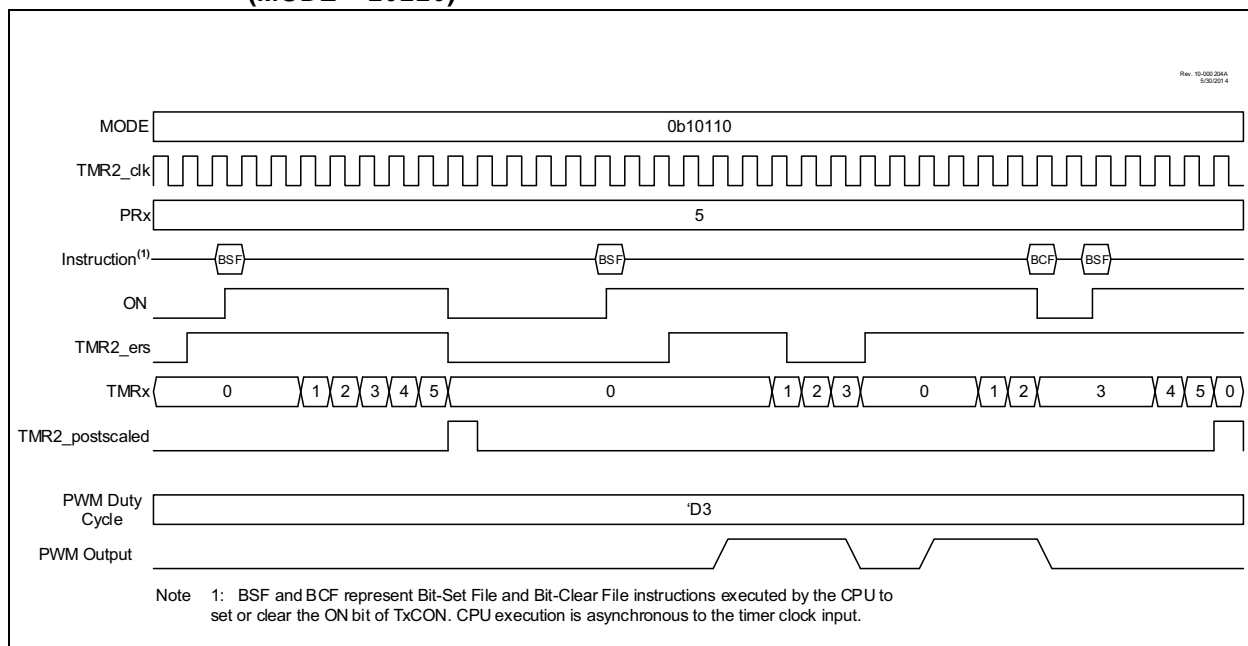 Rev. 10-000 204A
5/30/2014
MODE 0b10110
TMR2_clk
PRx 5
Instruction(1) BSF BSF BCF BSF
ON
TMR2_ers
TMRx 0 1 2 3 4 5 0 1 2 3 0 1 2 3 4 5 0
TMR2_postscaled
PWM Duty
Cycle
'D3
PWM Output
Note 1: BSF and BCF represent Bit-Set File and Bit-Clear File instructions executed by the CPU to
set or clear the ON bit of TxCON. CPU execution is asynchronous to the timer clock input.